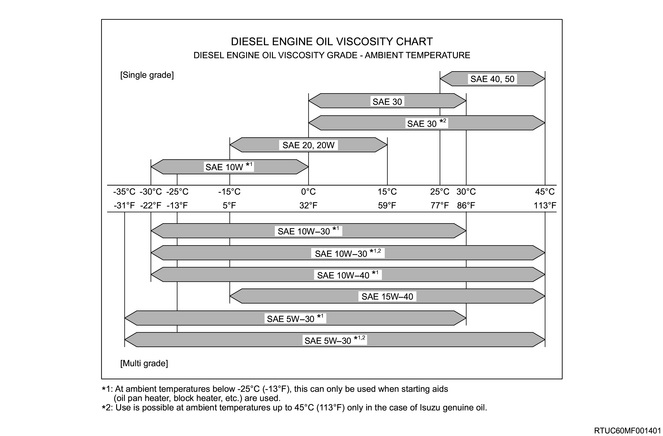 DIESEL ENGINE OIL VISCOSITY CHART
DIESEL ENGINE OIL VISCOSITY GRADE - AMBIENT TEMPERATURE
[Single grade]
SAE 40, 50
SAE 30
SAE 30 *2
SAE 20, 20W
SAE 10W *1
-35°C -30°C -25°C -15°C 0°C 15°C 25°C 30°C 45°C
-31°F -22°F -13°F 5°F 32°F 59°F 77°F 86°F 113°F
SAE 10W–30 *1
SAE 10W–30 *1,2
SAE 10W–40 *1
SAE 15W–40
SAE 5W–30 *1
SAE 5W–30 *1,2
[Multi grade]
*1: At ambient temperatures below -25°C (-13°F), this can only be used when starting aids
(oil pan heater, block heater, etc.) are used.
*2: Use is possible at ambient temperatures up to 45°C (113°F) only in the case of Isuzu genuine oil.
RTUC60MF001401